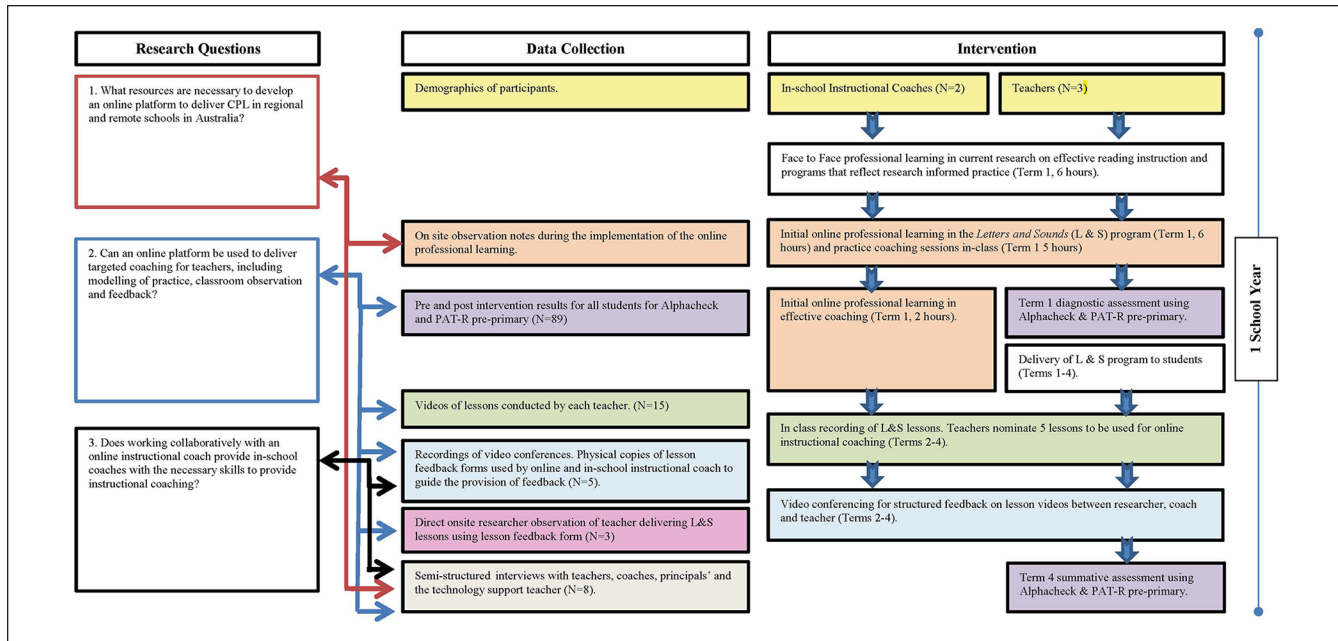 Research Questions
1. What resources are necessary to develop
an online platform to deliver CPL in regional
and remote schools in Australia?
2. Can an online platform be used to deliver
targeted coaching for teachers, including
modelling of practice, classroom observation
and feedback?
3. Does working collaboratively with an
online instructional coach provide in-school
coaches with the necessary skills to provide
instructional coaching?
Data Collection
Demographics of participants.
On site observation notes during the implementation of the online
professional learning.
Pre and post intervention results for all students for Alphacheck
and PAT-R pre-primary (N=89)
Videos of lessons conducted by each teacher. (N=15)
Recordings of video conferences. Physical copies of lesson
feedback forms used by online and in-school instructional coach to
guide the provision of feedback (N=5).
Direct onsite researcher observation of teacher delivering L&S
lessons using lesson feedback form (N=3)
Semi-structured interviews with teachers, coaches, principals' and
the technology support teacher (N=8).
Intervention
In-school Instructional Coaches (N=2)
Teachers (N=3)
Face to Face professional learning in current research on effective reading instruction and
programs that reflect research informed practice (Term 1, 6 hours).
Initial online professional learning in the Letters and Sounds (L & S) program (Term 1, 6
hours) and practice coaching sessions in-class (Term 1 5 hours)
Initial online professional learning in
effective coaching (Term 1, 2 hours).
Term 1 diagnostic assessment using
Alphacheck & PAT-R pre-primary.
Delivery of L & S program to students
(Terms 1-4).
In class recording of L&S lessons. Teachers nominate 5 lessons to be used for online
instructional coaching (Terms 2-4).
Video conferencing for structured feedback on lesson videos between researcher, coach
and teacher (Terms 2-4).
Term 4 summative assessment using
Alphacheck & PAT-R pre-primary.
1 School Year